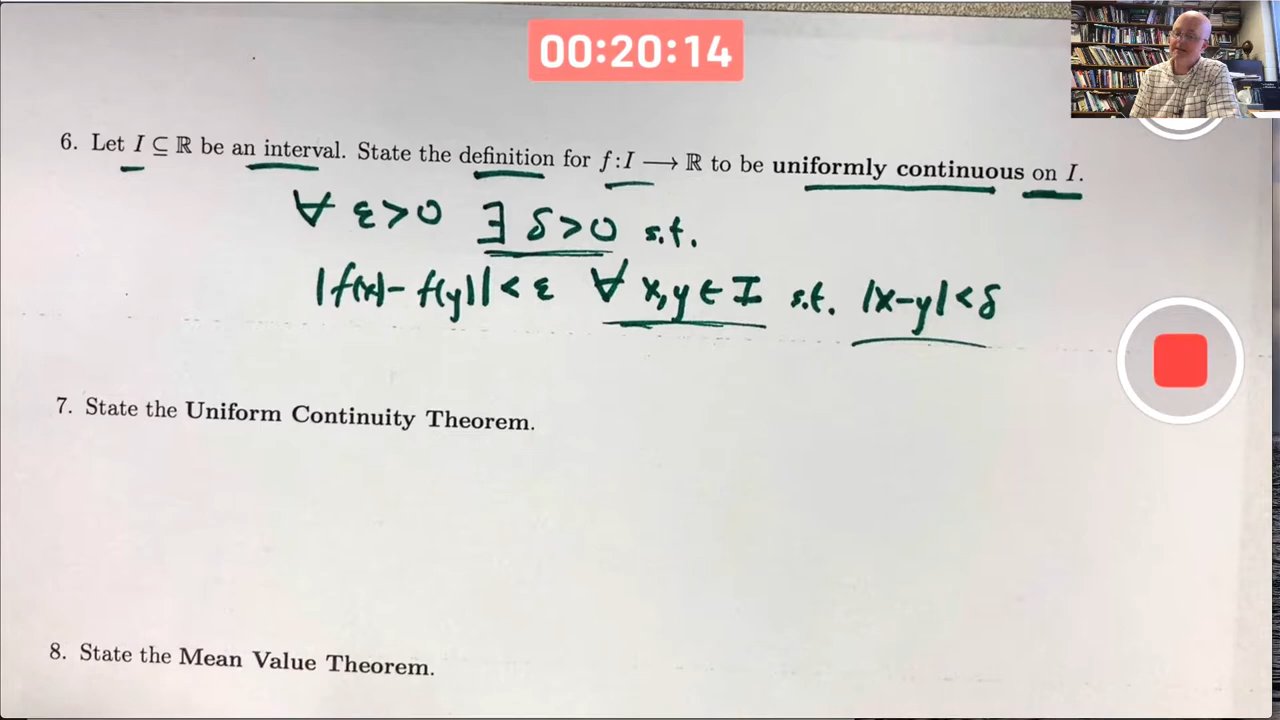 00:20:14
6. Let I ⊆ ℝ be an interval. State the definition for f : I ⟶ ℝ to be uniformly continuous on I.
∀ ε>0 ∃ δ>0 s.t.
|f(x)-f(y)|<ε ∀ x,y ∈ I s.t. |x-y|<δ
7. State the Uniform Continuity Theorem.
8. State the Mean Value Theorem.